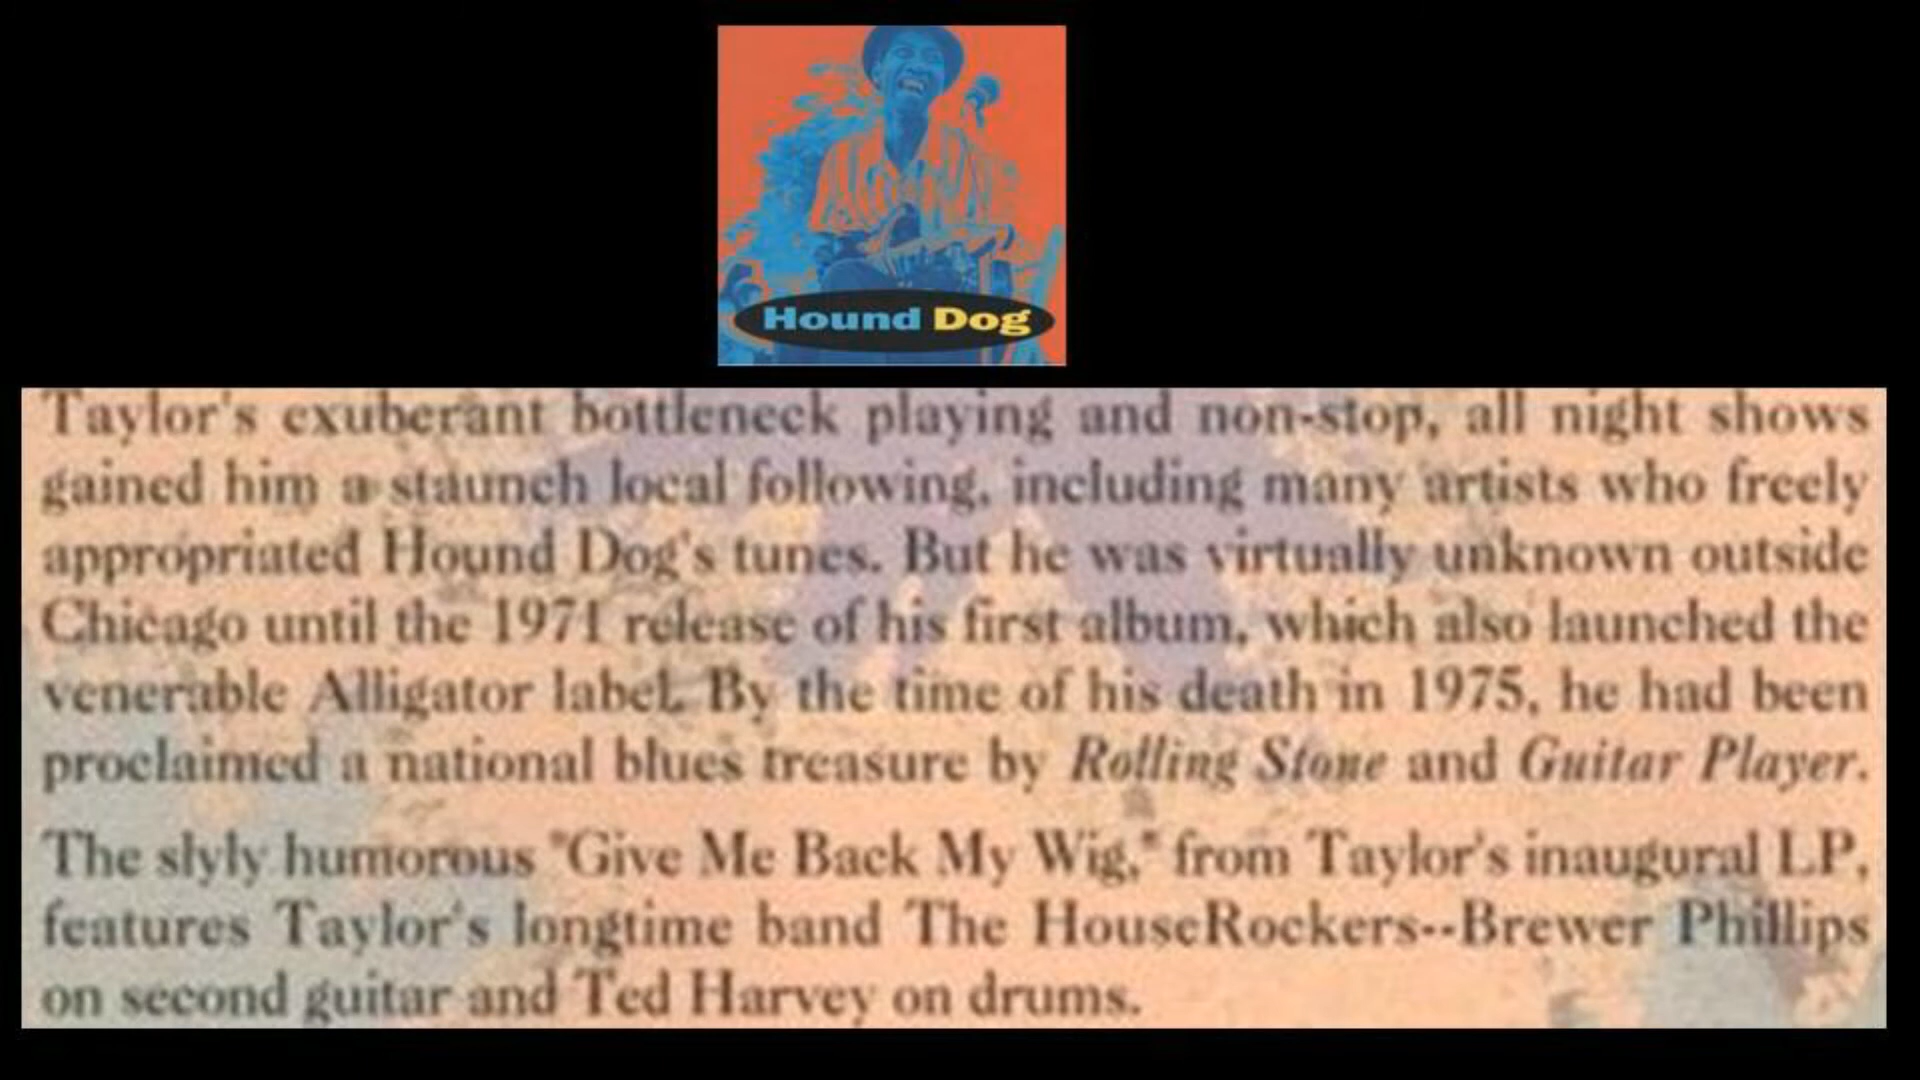 Hound Dog
Taylor's exuberant bottleneck playing and non-stop, all night shows
gained him a staunch local following, including many artists who freely
appropriated Hound Dog's tunes. But he was virtually unknown outside
Chicago until the 1971 release of his first album, which also launched the
venerable Alligator label. By the time of his death in 1975, he had been
proclaimed a national blues treasure by Rolling Stone and Guitar Player.
The slyly humorous "Give Me Back My Wig," from Taylor's inaugural LP,
features Taylor's longtime band The HouseRockers--Brewer Phillips
on second guitar and Ted Harvey on drums.